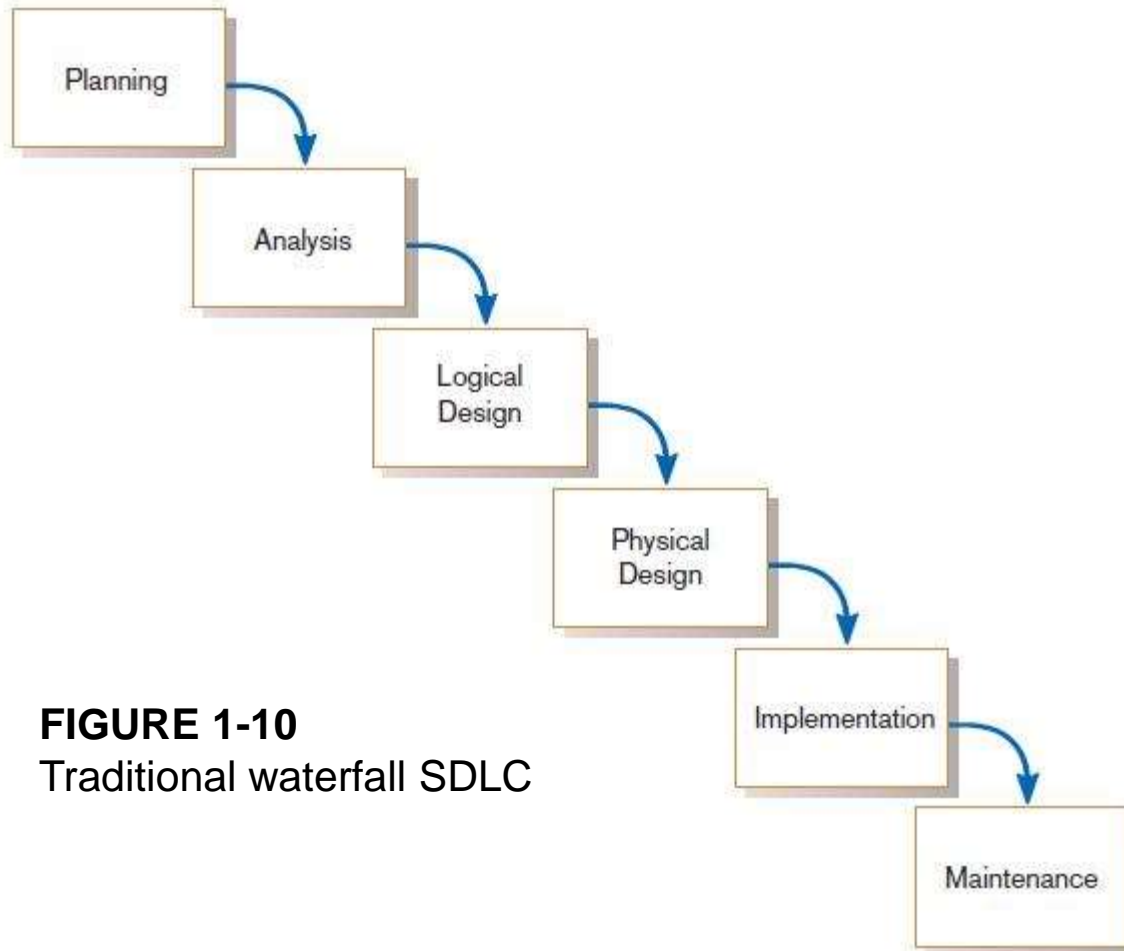 Planning
Analysis
Logical
Design
Physical
Design
Implementation
Maintenance
FIGURE 1-10
Traditional waterfall SDLC